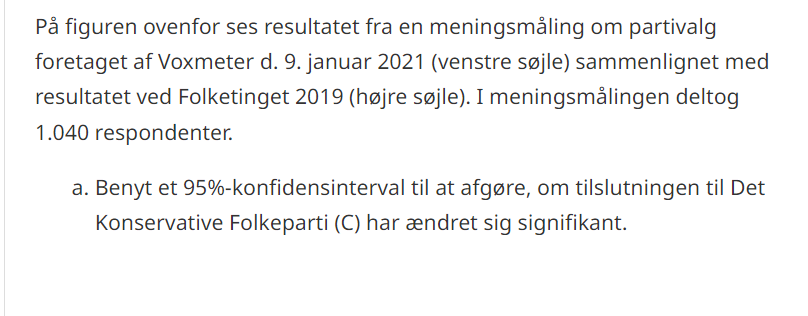 På figuren ovenfor ses resultatet fra en meningsmåling om partivalg
foretaget af Voxmeter d. 9. januar 2021 (venstre søjle) sammenlignet med
resultatet ved Folketinget 2019 (højre søjle). I meningsmålingen deltog
1.040 respondenter.
a. Benyt et 95%-konfidensinterval til at afgøre, om tilslutningen til Det
Konservative Folkeparti (C) har ændret sig signifikant.